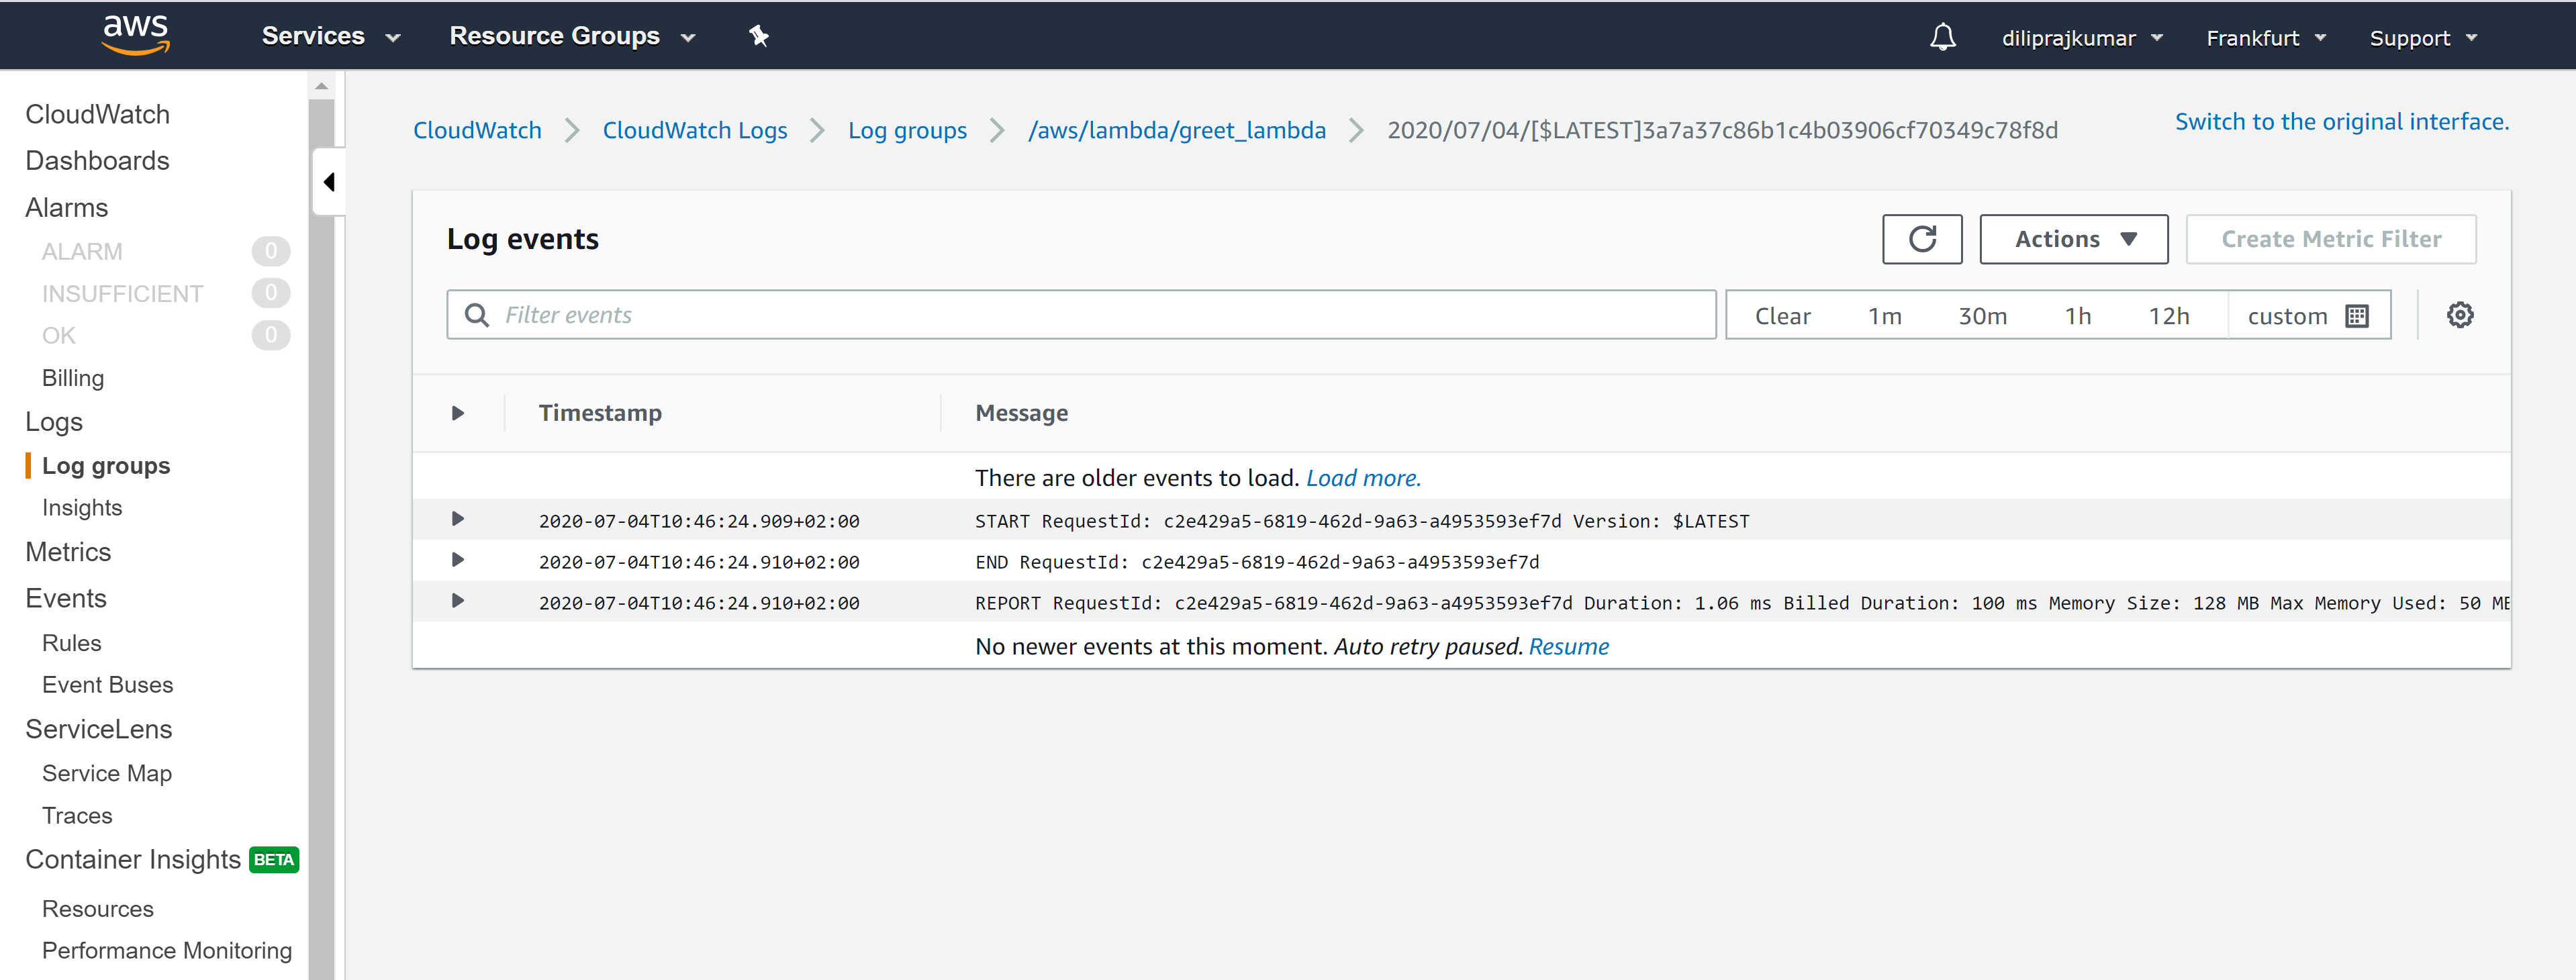 aws Services Resource Groups diliprajkumar Frankfurt Support
CloudWatch
Dashboards
Alarms
ALARM 0
INSUFFICIENT 0
OK 0
Billing
Logs
Log groups
Insights
Metrics
Events
Rules
Event Buses
ServiceLens
Service Map
Traces
Container Insights BETA
Resources
Performance Monitoring
CloudWatch CloudWatch Logs Log groups /aws/lambda/greet_lambda 2020/07/04/[$LATEST]3a7a37c86b1c4b03906cf70349c78f8d
Switch to the original interface.
Log events
Actions Create Metric Filter
Filter events Clear 1m 30m 1h 12h custom
Timestamp Message
There are older events to load. Load more.
2020-07-04T10:46:24.909+02:00 START RequestId: c2e429a5-6819-462d-9a63-a4953593ef7d Version: $LATEST
2020-07-04T10:46:24.910+02:00 END RequestId: c2e429a5-6819-462d-9a63-a4953593ef7d
2020-07-04T10:46:24.910+02:00 REPORT RequestId: c2e429a5-6819-462d-9a63-a4953593ef7d Duration: 1.06 ms Billed Duration: 100 ms Memory Size: 128 MB Max Memory Used: 50 MB
No newer events at this moment. Auto retry paused. Resume